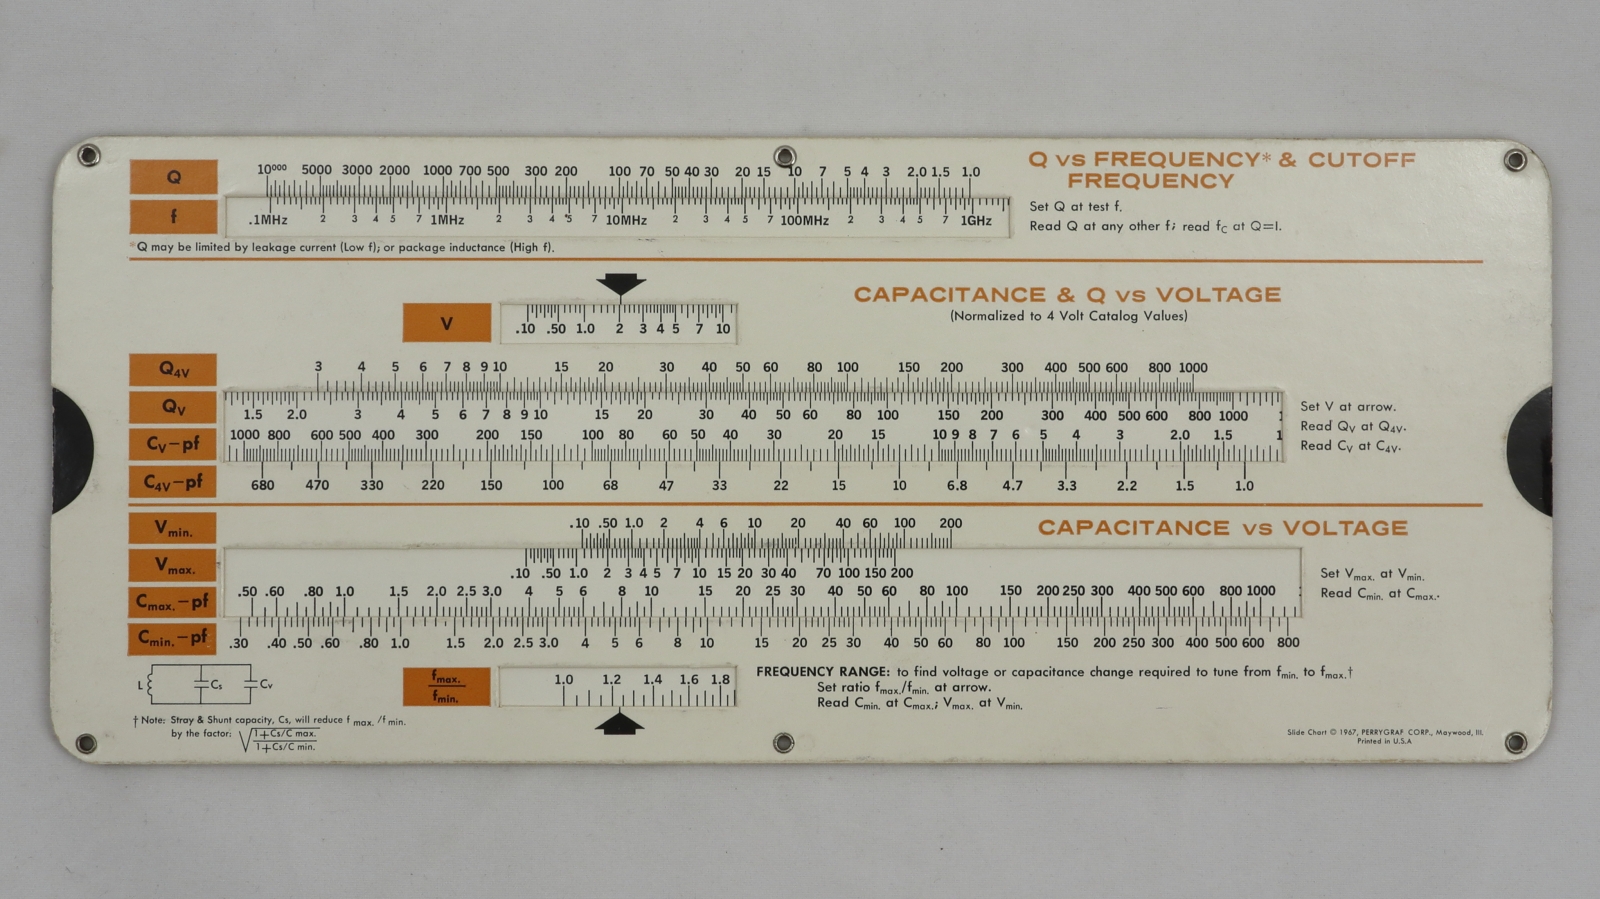 Q
10000 5000 3000 2000 1000 700 500 300 200 100 70 50 40 30 20 15 10 7 5 4 3 2.0 1.5 1.0
f
.1MHz 2 3 4 5 7 1MHz 2 3 4 5 7 10MHz 2 3 4 5 7 100MHz 2 3 4 5 7 1GHz
*Q may be limited by leakage current (Low f); or package inductance (High f).
Q vs FREQUENCY* & CUTOFF
FREQUENCY
Set Q at test f.
Read Q at any other f; read fC at Q=1.
CAPACITANCE & Q vs VOLTAGE
(Normalized to 4 Volt Catalog Values)
V
.10 .50 1.0 2 3 4 5 7 10
Q4V
3 4 5 6 7 8 9 10 15 20 30 40 50 60 80 100 150 200 300 400 500 600 800 1000
QV
1.5 2.0 3 4 5 6 7 8 9 10 15 20 30 40 50 60 80 100 150 200 300 400 500 600 800 1000 1
CV–pf
1000 800 600 500 400 300 200 150 100 80 60 50 40 30 20 15 10 9 8 7 6 5 4 3 2.0 1.5 1
C4V–pf
680 470 330 220 150 100 68 47 33 22 15 10 6.8 4.7 3.3 2.2 1.5 1.0
Set V at arrow.
Read QV at Q4V.
Read CV at C4V.
Vmin.
.10 .50 1.0 2 4 6 10 20 40 60 100 200
CAPACITANCE vs VOLTAGE
Vmax.
.10 .50 1.0 2 3 4 5 7 10 15 20 30 40 70 100 150 200
Cmax.–pf
.50 .60 .80 1.0 1.5 2.0 2.5 3.0 4 5 6 8 10 15 20 25 30 40 50 60 80 100 150 200 250 300 400 500 600 800 1000
Cmin.–pf
.30 .40 .50 .60 .80 1.0 1.5 2.0 2.5 3.0 4 5 6 8 10 15 20 25 30 40 50 60 80 100 150 200 250 300 400 500 600 800
Set Vmax. at Vmin.
Read Cmin. at Cmax..
L Cs Cv
† Note: Stray & Shunt capacity, Cs, will reduce f max. /f min.
by the factor: √1+Cs/C max.
1+Cs/C min.
fmax.
fmin.
1.0 1.2 1.4 1.6 1.8
FREQUENCY RANGE: to find voltage or capacitance change required to tune from fmin. to fmax.†
Set ratio fmax./fmin. at arrow.
Read Cmin. at Cmax.; Vmax. at Vmin.
Slide Chart © 1967, PERRYGRAF CORP., Maywood, Ill.
Printed in U.S.A